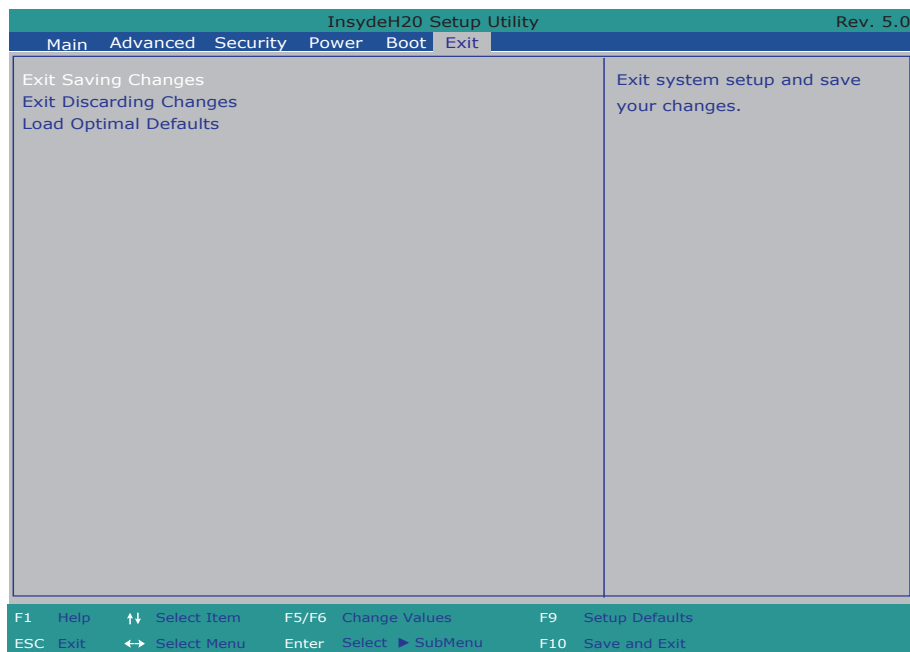 InsydeH20 Setup Utility Rev. 5.0
Main Advanced Security Power Boot Exit
Exit Saving Changes
Exit Discarding Changes
Load Optimal Defaults
Exit system setup and save
your changes.
F1 Help ↑↓ Select Item F5/F6 Change Values F9 Setup Defaults
ESC Exit ↔ Select Menu Enter Select ► SubMenu F10 Save and Exit